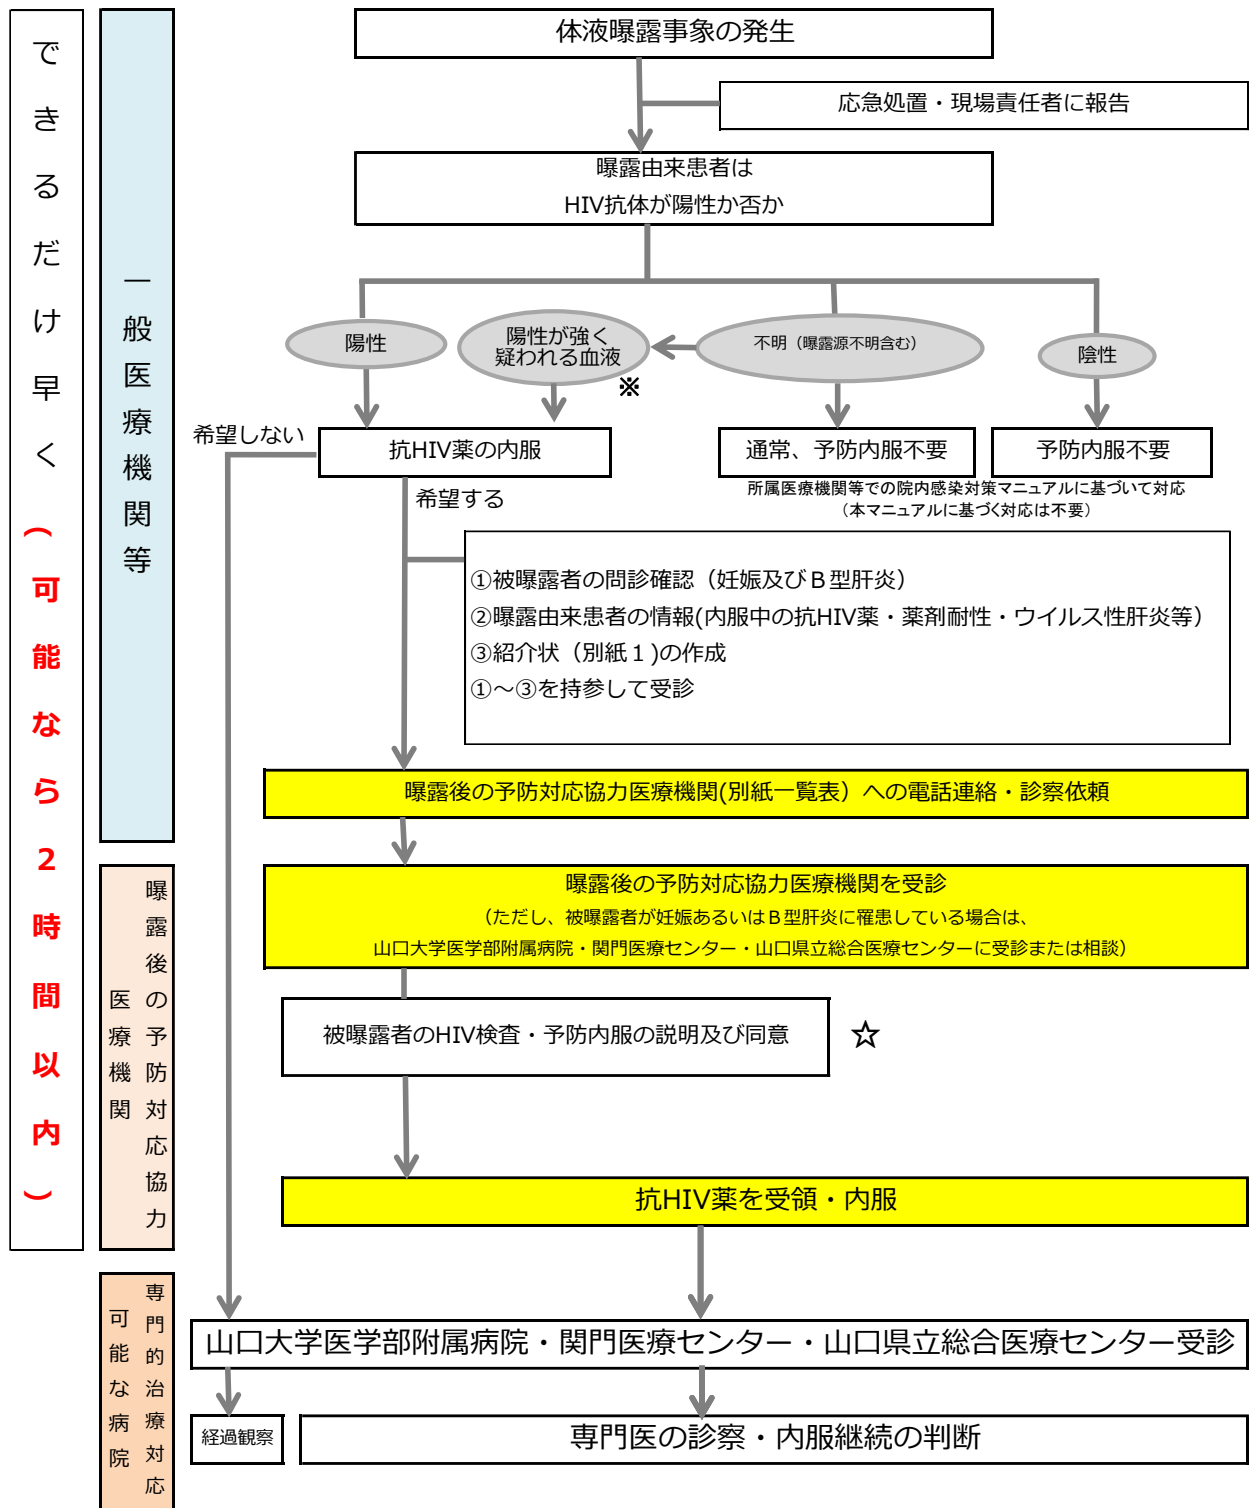 できるだけ早く(可能なら2時間以内)
一般医療機関等
体液曝露事象の発生
応急処置・現場責任者に報告
曝露由来患者は
HIV抗体が陽性か否か
陽性
陽性が強く
疑われる血液
※
不明（曝露源不明含む）
陰性
希望しない
抗HIV薬の内服
通常、予防内服不要
予防内服不要
所属医療機関等での院内感染対策マニュアルに基づいて対応
（本マニュアルに基づく対応は不要）
希望する
①被曝露者の問診確認（妊娠及びＢ型肝炎）
②曝露由来患者の情報(内服中の抗HIV薬・薬剤耐性・ウイルス性肝炎等）
③紹介状（別紙１)の作成
①～③を持参して受診
曝露後の予防対応協力医療機関(別紙一覧表）への電話連絡・診察依頼
曝露後の予防対応協力
医療機関
曝露後の予防対応協力医療機関を受診
（ただし、被曝露者が妊娠あるいはＢ型肝炎に罹患している場合は、
山口大学医学部附属病院・関門医療センター・山口県立総合医療センターに受診または相談）
被曝露者のHIV検査・予防内服の説明及び同意
☆
抗HIV薬を受領・内服
専門的治療対応
可能な病院
山口大学医学部附属病院・関門医療センター・山口県立総合医療センター受診
経過観察
専門医の診察・内服継続の判断